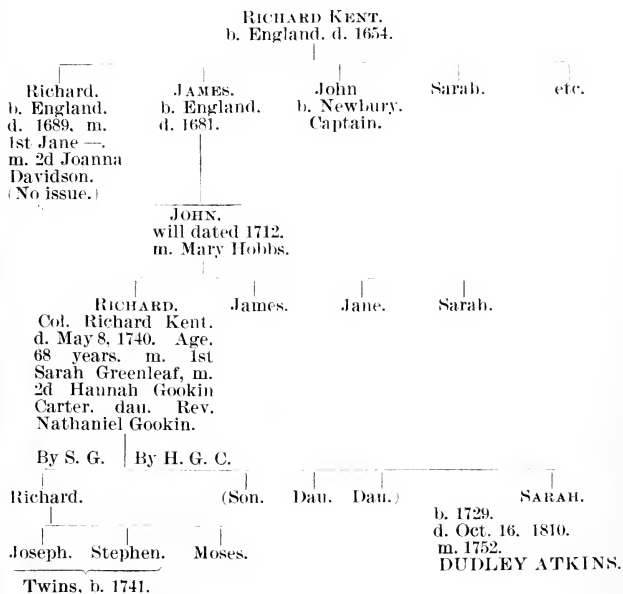 RICHARD KENT.
b. England. d. 1654.
Richard.
b. England.
d. 1689. m.
1st Jane —.
m. 2d Joanna
Davidson.
(No issue.)
JAMES.
b. England.
d. 1681.
John
b. Newbury.
Captain.
Sarah.
etc.
JOHN.
will dated 1712.
m. Mary Hobbs.
RICHARD.
Col. Richard Kent.
d. May 8, 1740. Age.
68 years. m. 1st
Sarah Greenleaf, m.
2d Hannah Gookin
Carter. dau. Rev.
Nathaniel Gookin.
James.
Jane.
Sarah.
By S. G. By H. G. C.
Richard.
(Son. Dau. Dau.)
SARAH.
b. 1729.
d. Oct. 16, 1810.
m. 1752.
DUDLEY ATKINS.
Joseph. Stephen. Moses.
Twins, b. 1741.